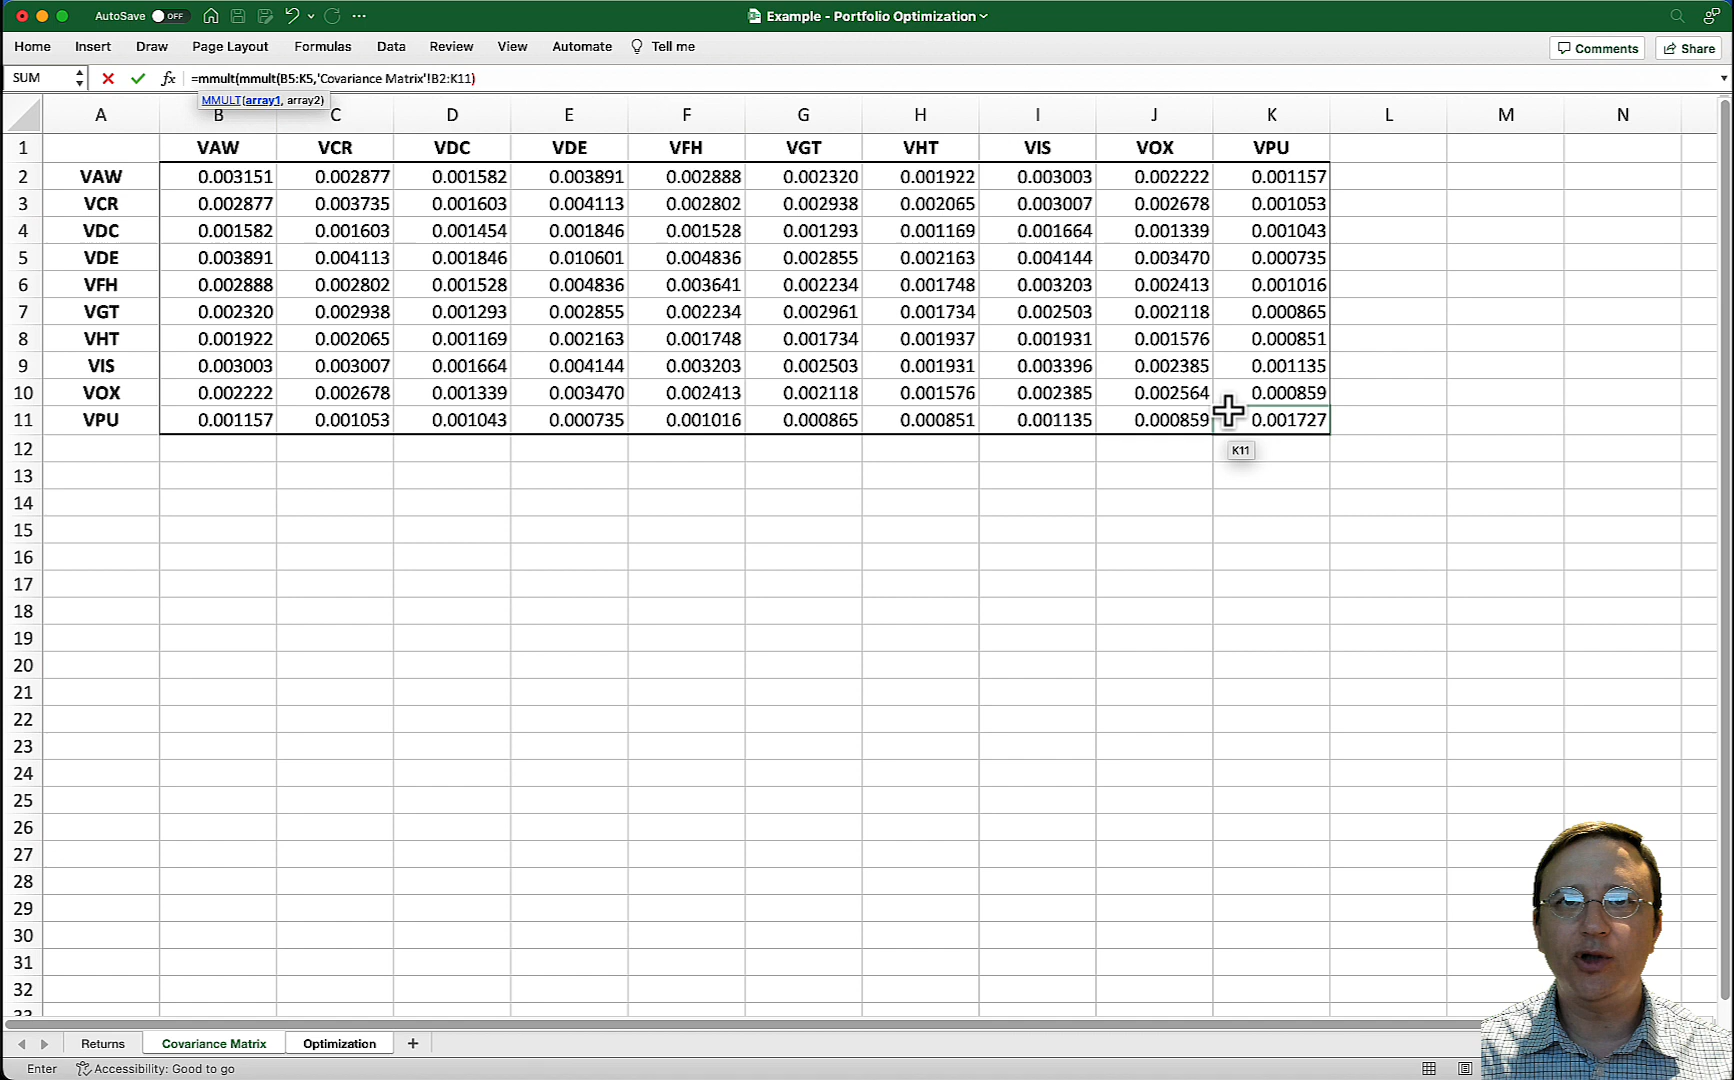 AutoSave OFF Example - Portfolio Optimization
Home Insert Draw Page Layout Formulas Data Review View Automate Tell me Comments Share
SUM fx =mmult(mmult(B5:K5,'Covariance Matrix'!B2:K11)
MMULT(array1, array2)
A B C D E F G H I J K L M N
1 VAW VCR VDC VDE VFH VGT VHT VIS VOX VPU
2 VAW 0.003151 0.002877 0.001582 0.003891 0.002888 0.002320 0.001922 0.003003 0.002222 0.001157
3 VCR 0.002877 0.003735 0.001603 0.004113 0.002802 0.002938 0.002065 0.003007 0.002678 0.001053
4 VDC 0.001582 0.001603 0.001454 0.001846 0.001528 0.001293 0.001169 0.001664 0.001339 0.001043
5 VDE 0.003891 0.004113 0.001846 0.010601 0.004836 0.002855 0.002163 0.004144 0.003470 0.000735
6 VFH 0.002888 0.002802 0.001528 0.004836 0.003641 0.002234 0.001748 0.003203 0.002413 0.001016
7 VGT 0.002320 0.002938 0.001293 0.002855 0.002234 0.002961 0.001734 0.002503 0.002118 0.000865
8 VHT 0.001922 0.002065 0.001169 0.002163 0.001748 0.001734 0.001937 0.001931 0.001576 0.000851
9 VIS 0.003003 0.003007 0.001664 0.004144 0.003203 0.002503 0.001931 0.003396 0.002385 0.001135
10 VOX 0.002222 0.002678 0.001339 0.003470 0.002413 0.002118 0.001576 0.002385 0.002564 0.000859
11 VPU 0.001157 0.001053 0.001043 0.000735 0.001016 0.000865 0.000851 0.001135 0.000859 0.001727
12 K11
13
14
15
16
17
18
19
20
21
22
23
24
25
26
27
28
29
30
31
32
Returns Covariance Matrix Optimization +
Enter Accessibility: Good to go